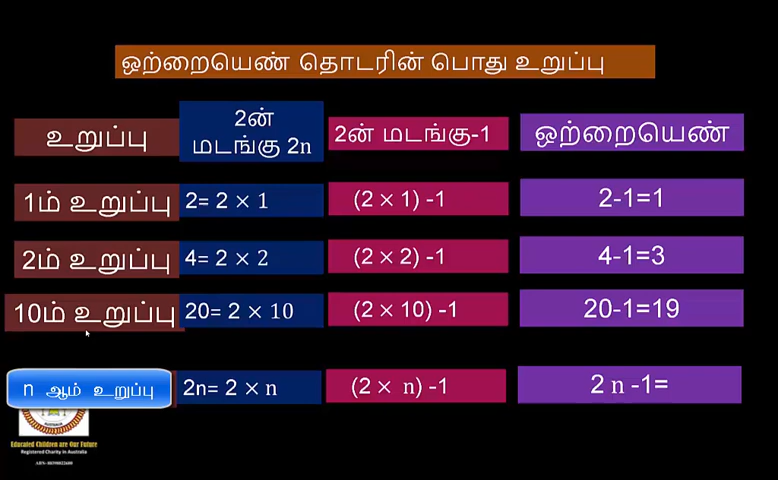 ஒற்றையெண் தொடரின் பொது உறுப்பு
உறுப்பு
2ன்
மடங்கு 2n
2ன் மடங்கு-1
ஒற்றையெண்
1ம் உறுப்பு
2= 2 × 1
(2 × 1) -1
2-1=1
2ம் உறுப்பு
4= 2 × 2
(2 × 2) -1
4-1=3
10ம் உறுப்பு
20= 2 × 10
(2 × 10) -1
20-1=19
n ஆம் உறுப்பு
2n= 2 × n
(2 × n) -1
2 n -1=
Educated Children are Our Future
Registered Charity in Australia